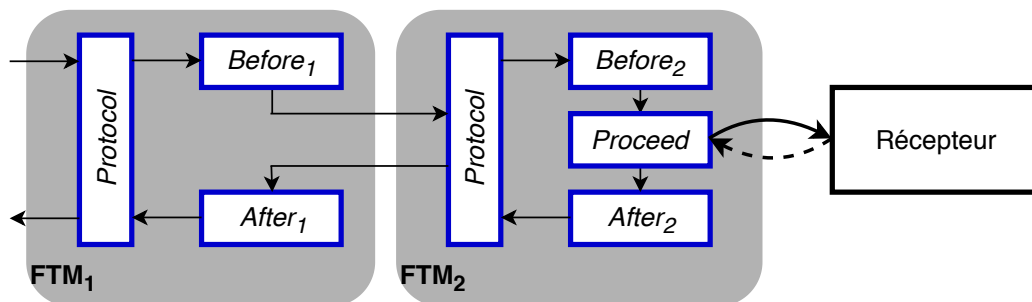 Protocol
Before₁
After₁
FTM₁
Protocol
Before₂
Proceed
After₂
FTM₂
Récepteur